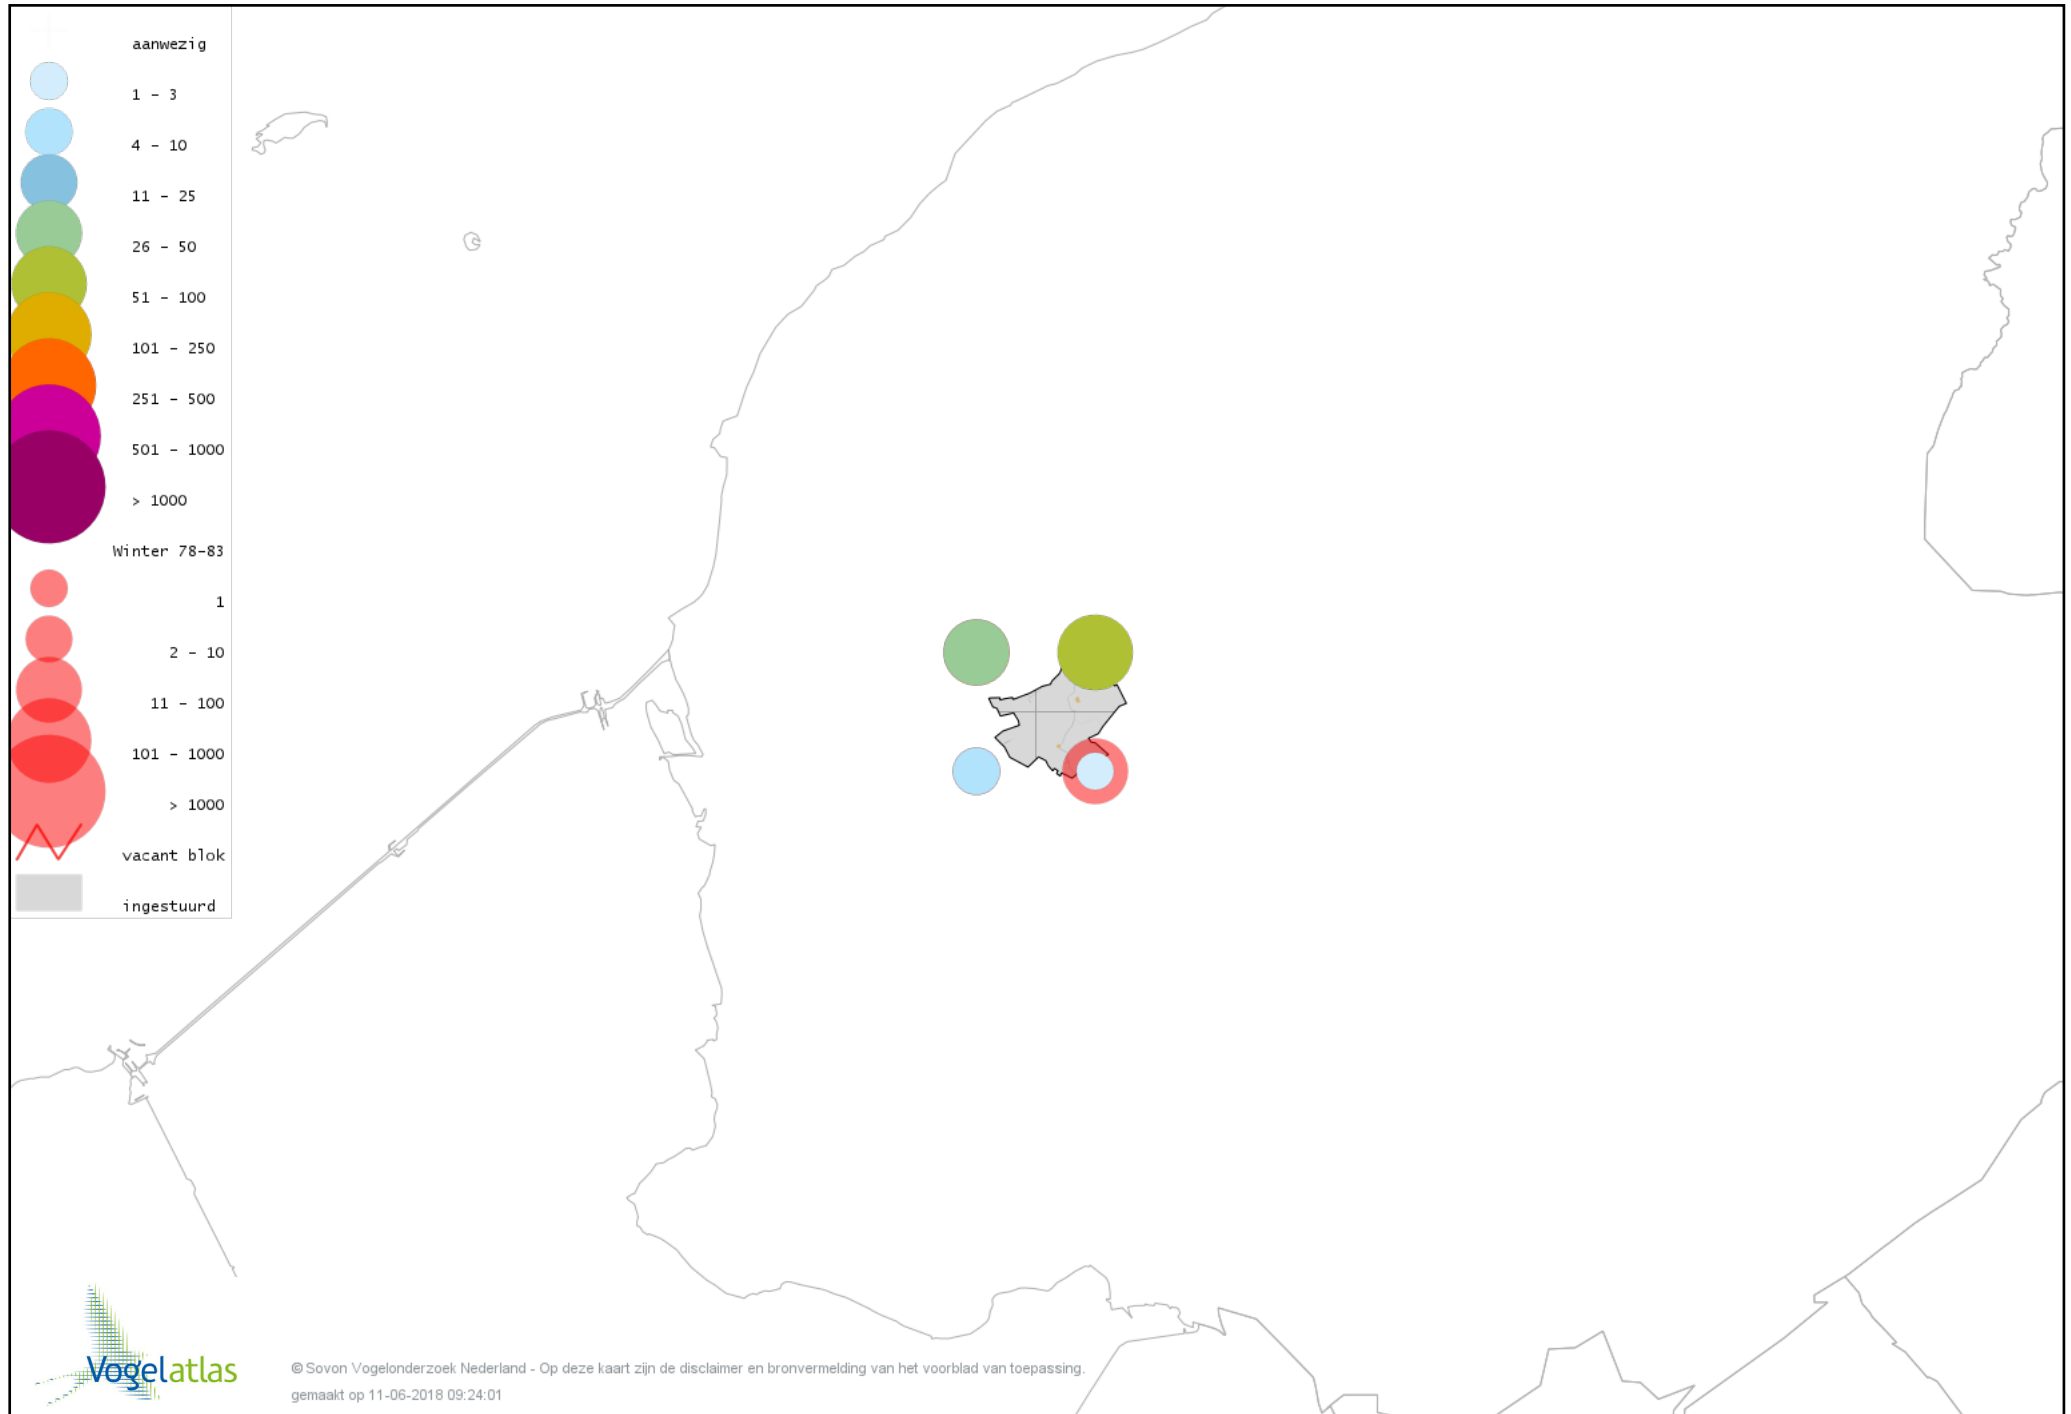 aanwezig
1 - 3
4 - 10
11 - 25
26 - 50
51 - 100
101 - 250
251 - 500
501 - 1000
> 1000
Winter 78-83
1
2 - 10
11 - 100
101 - 1000
> 1000
vacant blok
ingestuurd
Vogelatlas
© Sovon Vogelonderzoek Nederland - Op deze kaart zijn de disclaimer en bronvermelding van het voorblad van toepassing.
gemaakt op 11-06-2018 09:24:01